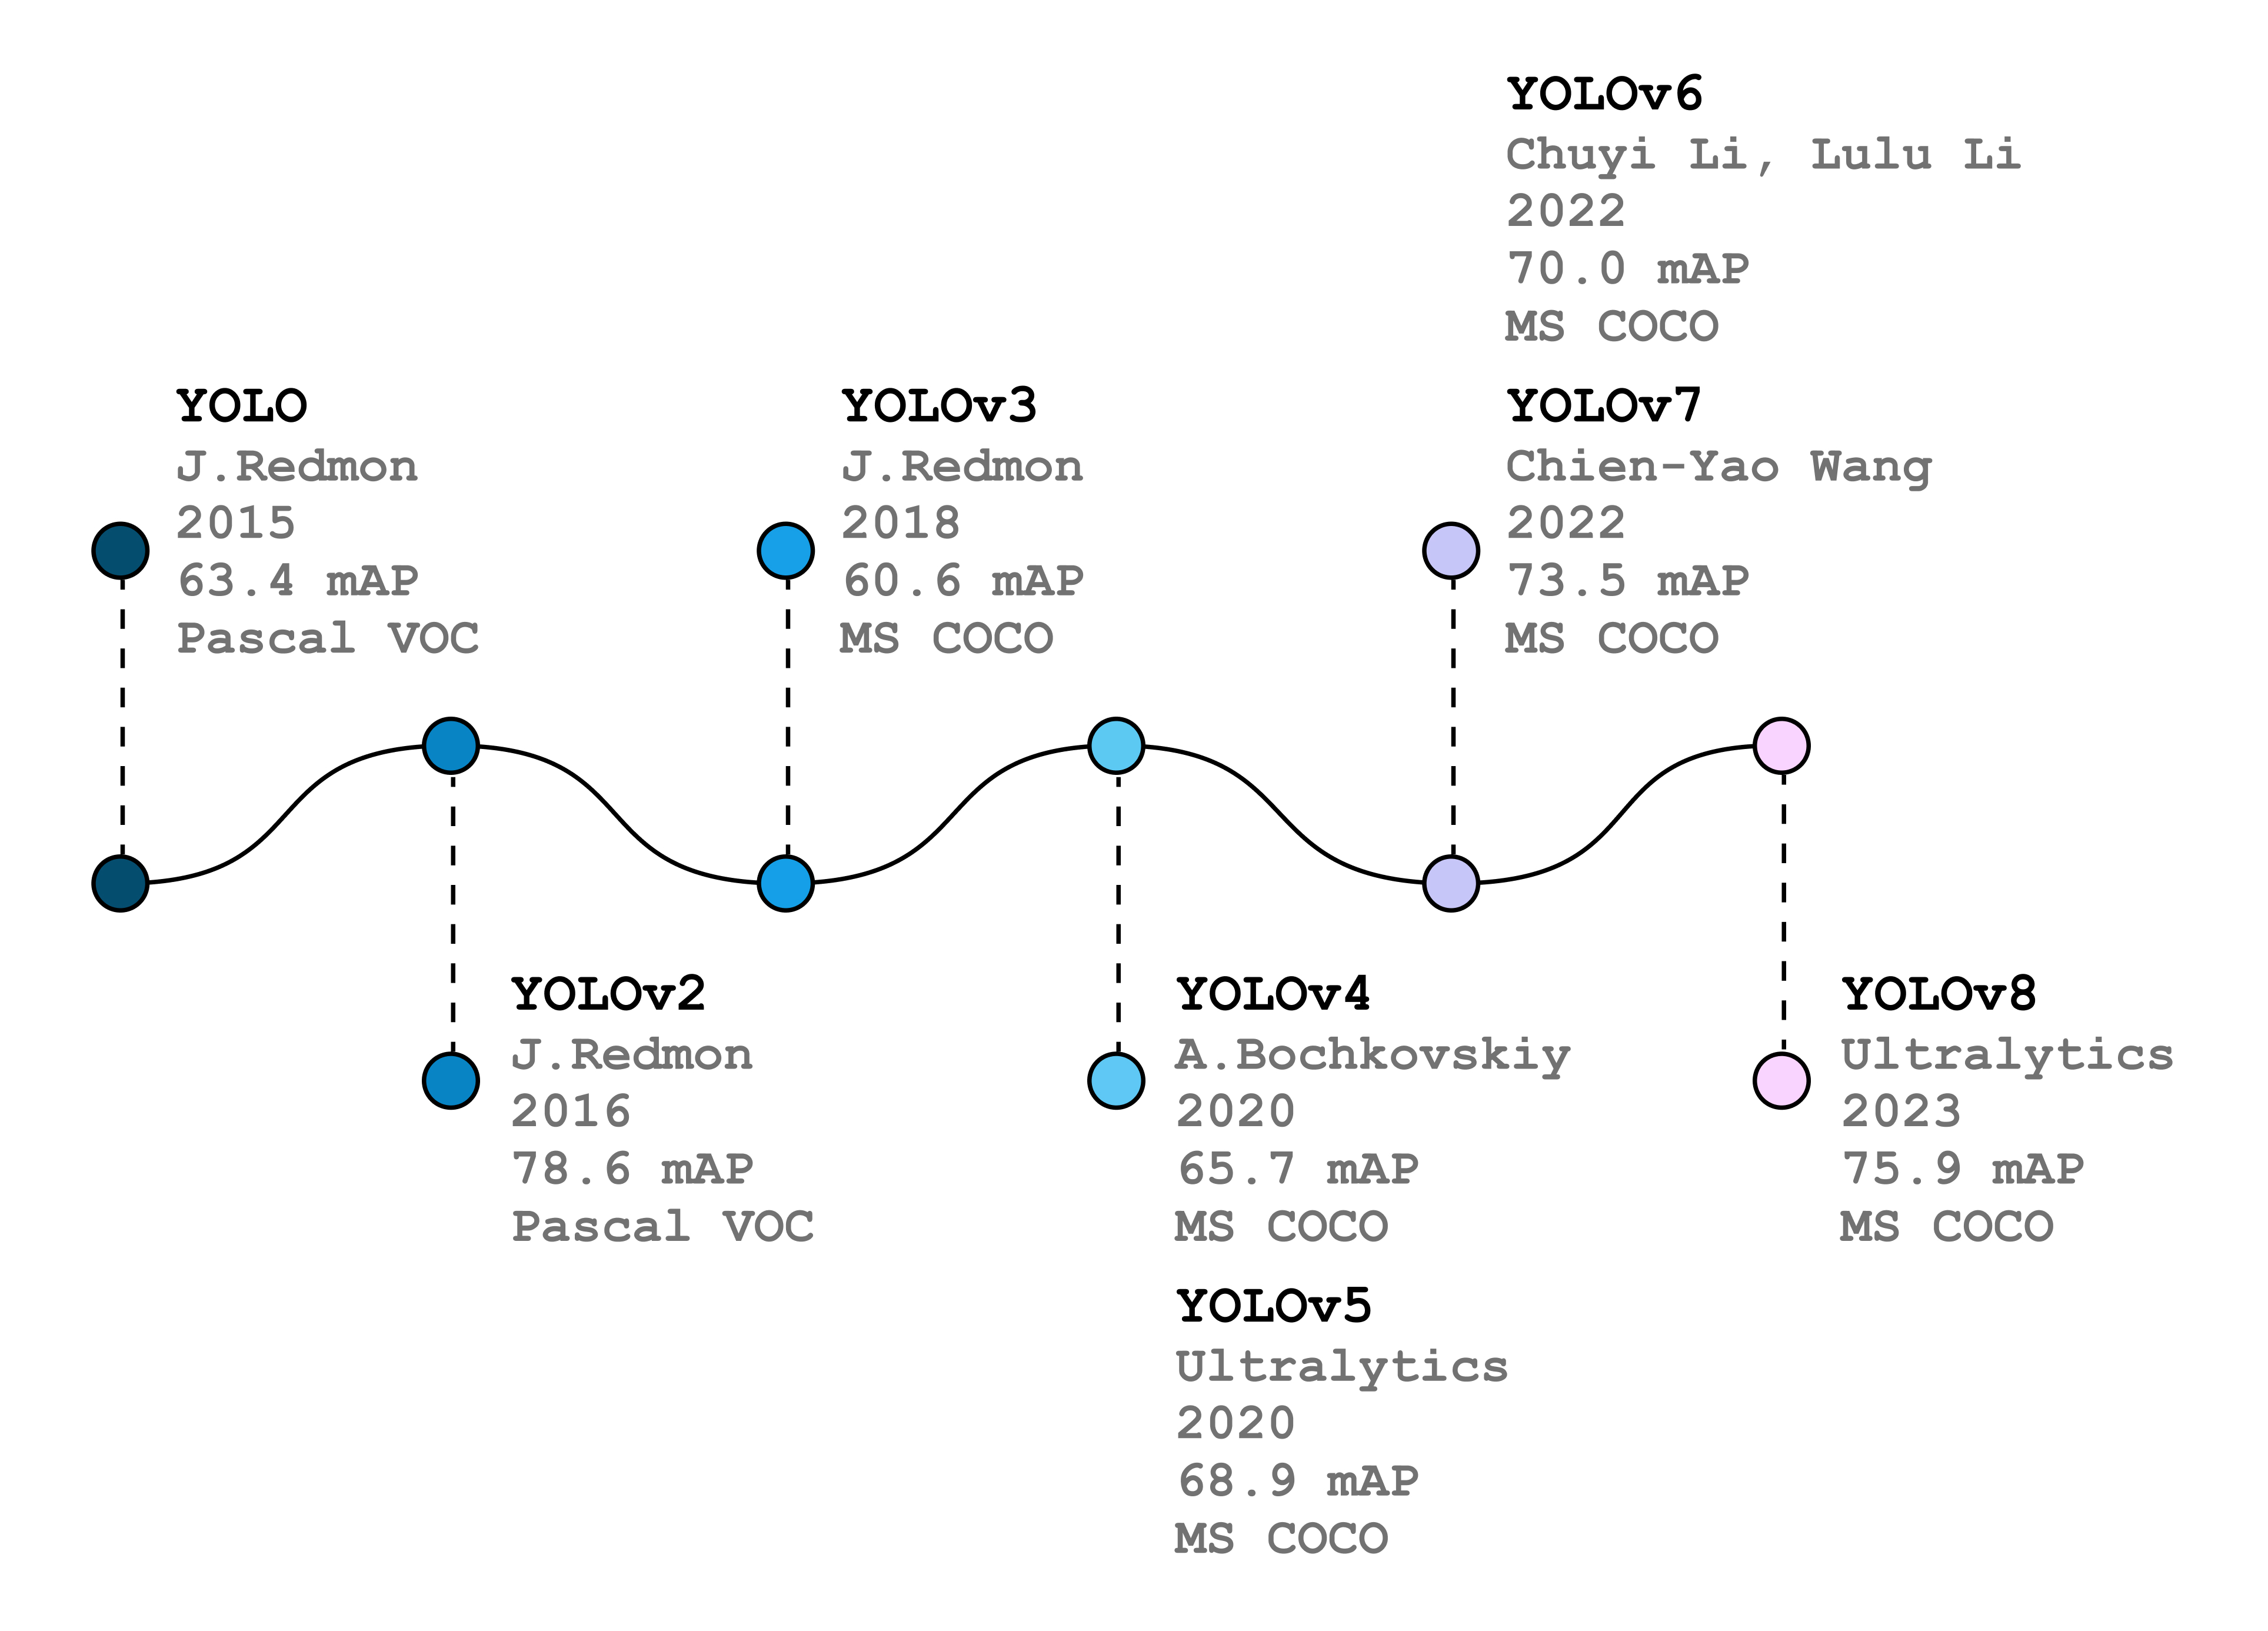 YOLO
J.Redmon
2015
63.4 mAP
Pascal VOC
YOLOv2
J.Redmon
2016
78.6 mAP
Pascal VOC
YOLOv3
J.Redmon
2018
60.6 mAP
MS COCO
YOLOv4
A.Bochkovskiy
2020
65.7 mAP
MS COCO
YOLOv5
Ultralytics
2020
68.9 mAP
MS COCO
YOLOv6
Chuyi Li, Lulu Li
2022
70.0 mAP
MS COCO
YOLOv7
Chien-Yao Wang
2022
73.5 mAP
MS COCO
YOLOv8
Ultralytics
2023
75.9 mAP
MS COCO